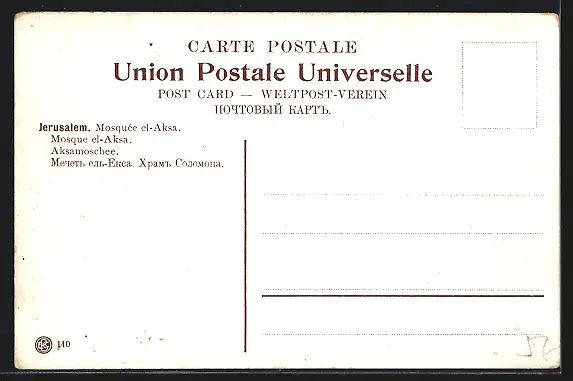 CARTE POSTALE
Union Postale Universelle
POST CARD — WELTPOST-VEREIN
ПОЧТОВЫЙ КАРТЪ.
Jerusalem. Mosquée el-Aksa.
Mosque el-Aksa.
Aksamoschee.
Мечеть ель-Екса. Храмъ Соломона.
110